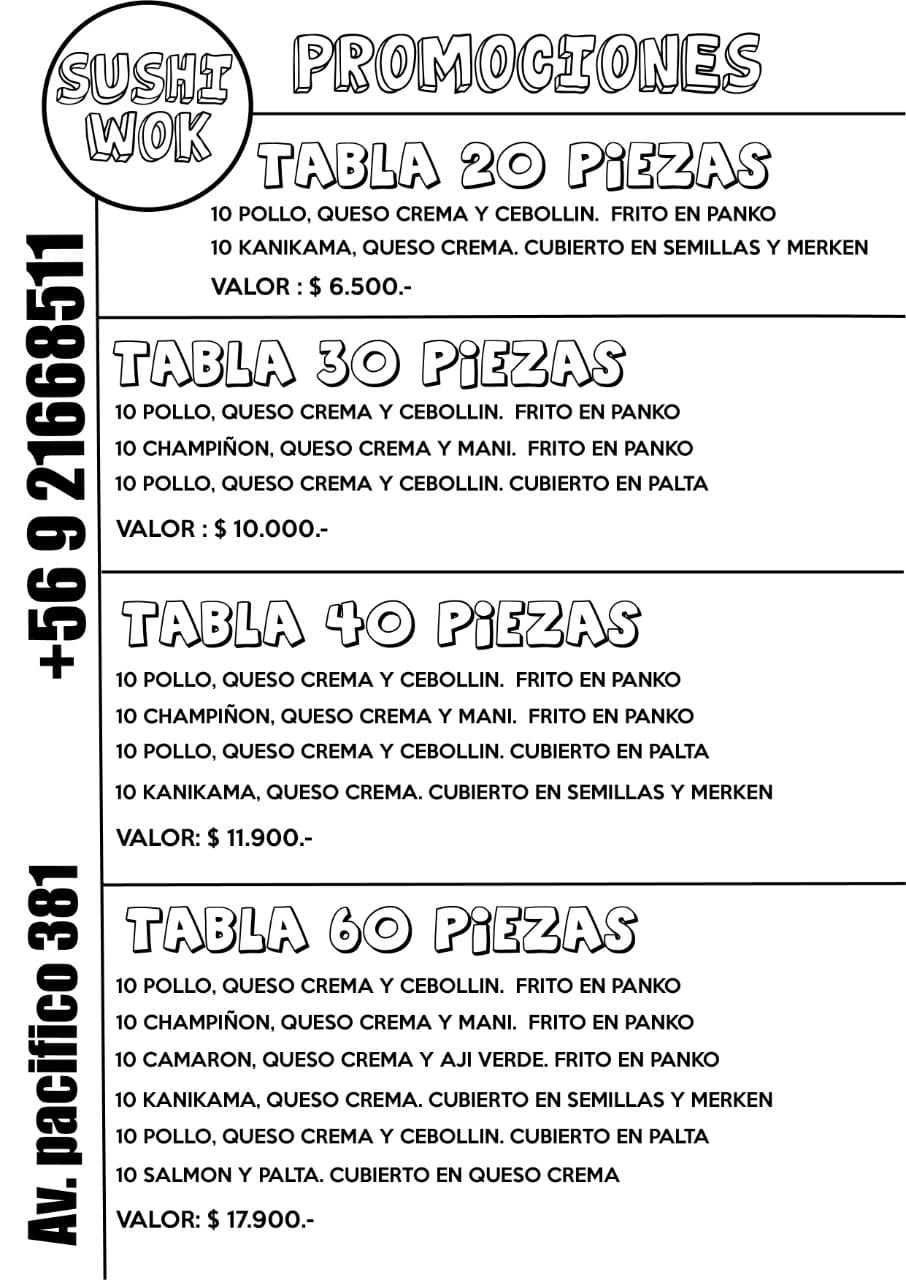 SUSHI
WOK
PROMOCIONES
TABLA 20 PiEZAS
10 POLLO, QUESO CREMA Y CEBOLLIN. FRITO EN PANKO
10 KANIKAMA, QUESO CREMA. CUBIERTO EN SEMILLAS Y MERKEN
VALOR : $ 6.500.-
TABLA 30 PiEZAS
10 POLLO, QUESO CREMA Y CEBOLLIN. FRITO EN PANKO
10 CHAMPIÑON, QUESO CREMA Y MANI. FRITO EN PANKO
10 POLLO, QUESO CREMA Y CEBOLLIN. CUBIERTO EN PALTA
VALOR : $ 10.000.-
TABLA 40 PiEZAS
10 POLLO, QUESO CREMA Y CEBOLLIN. FRITO EN PANKO
10 CHAMPIÑON, QUESO CREMA Y MANI. FRITO EN PANKO
10 POLLO, QUESO CREMA Y CEBOLLIN. CUBIERTO EN PALTA
10 KANIKAMA, QUESO CREMA. CUBIERTO EN SEMILLAS Y MERKEN
VALOR: $ 11.900.-
TABLA 60 PiEZAS
10 POLLO, QUESO CREMA Y CEBOLLIN. FRITO EN PANKO
10 CHAMPIÑON, QUESO CREMA Y MANI. FRITO EN PANKO
10 CAMARON, QUESO CREMA Y AJI VERDE. FRITO EN PANKO
10 KANIKAMA, QUESO CREMA. CUBIERTO EN SEMILLAS Y MERKEN
10 POLLO, QUESO CREMA Y CEBOLLIN. CUBIERTO EN PALTA
10 SALMON Y PALTA. CUBIERTO EN QUESO CREMA
VALOR: $ 17.900.-
+56 9 21668511
Av. pacifico 381